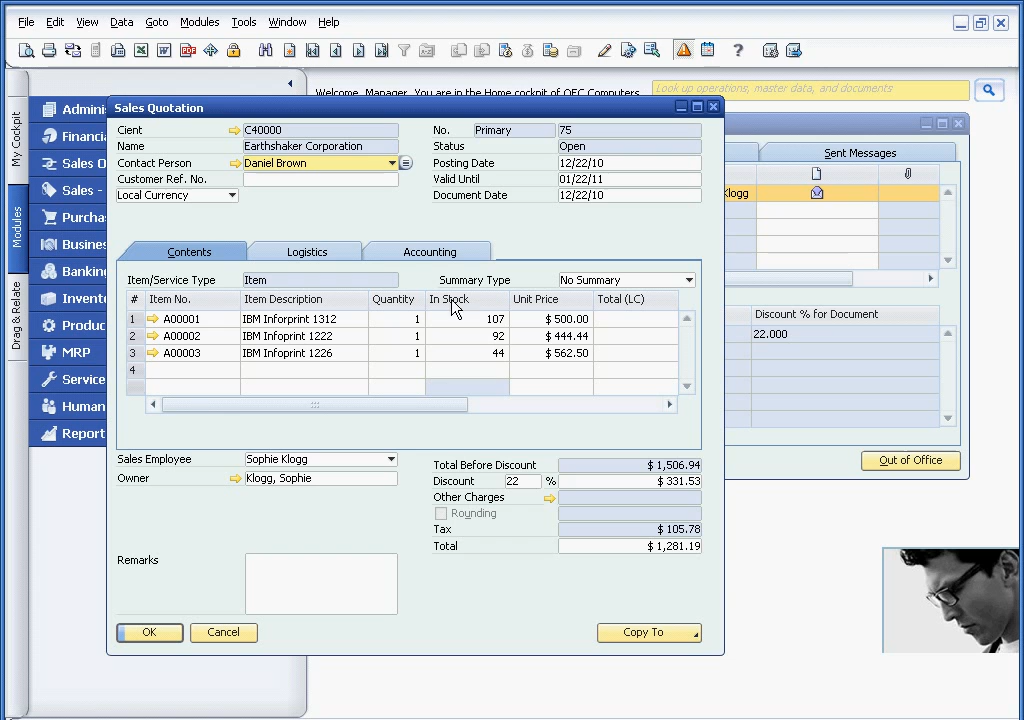 File Edit View Data Goto Modules Tools Window Help
Welcome, Manager. You are in the Home cockpit of OEC Computers.
Look up operations, master data, and documents
My Cockpit
Modules
Drag & Relate
Adminis
Financia
Sales O
Sales -
Purcha
Busines
Banking
Invento
Produc
MRP
Service
Human
Report
Sales Quotation
Cient C40000
Name Earthshaker Corporation
Contact Person Daniel Brown
Customer Ref. No.
Local Currency
No. Primary 75
Status Open
Posting Date 12/22/10
Valid Until 01/22/11
Document Date 12/22/10
Contents Logistics Accounting
Item/Service Type Item Summary Type No Summary
# Item No. Item Description Quantity In Stock Unit Price Total (LC)
1 A00001 IBM Inforprint 1312 1 107 $ 500.00
2 A00002 IBM Infoprint 1222 1 92 $ 444.44
3 A00003 IBM Infoprint 1226 1 44 $ 562.50
4
Sales Employee Sophie Klogg
Owner Klogg, Sophie
Total Before Discount $ 1,506.94
Discount 22 % $ 331.53
Other Charges
Rounding
Tax $ 105.78
Total $ 1,281.19
Remarks
OK Cancel Copy To
Sent Messages
Klogg
Discount % for Document
22.000
Out of Office